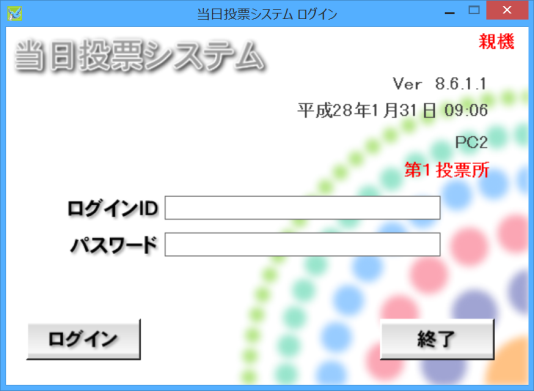 当日投票システム ログイン
親機
当日投票システム
Ver 8.6.1.1
平成28年1月31日 09:06
PC2
第1投票所
ログインID
パスワード
ログイン
終了